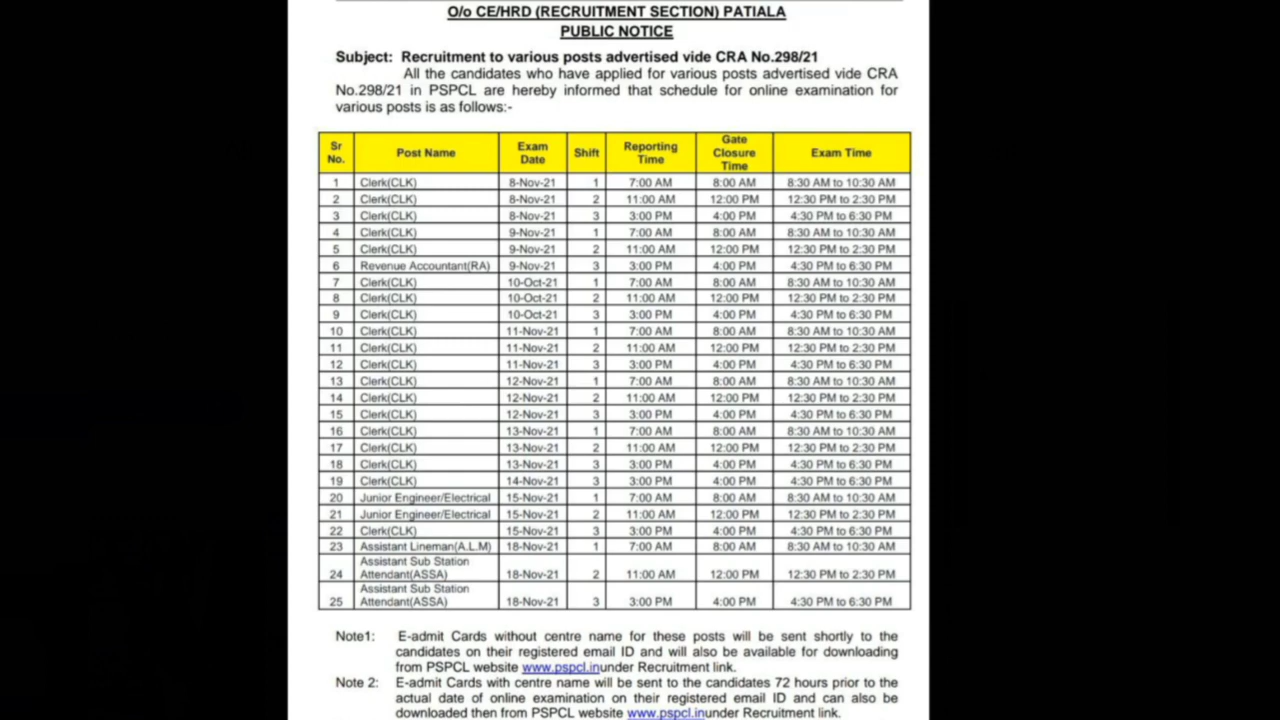 O/o CE/HRD (RECRUITMENT SECTION) PATIALA
PUBLIC NOTICE
Subject: Recruitment to various posts advertised vide CRA No.298/21
All the candidates who have applied for various posts advertised vide CRA
No.298/21 in PSPCL are hereby informed that schedule for online examination for
various posts is as follows:-
Sr No. Post Name Exam Date Shift Reporting Time Gate Closure Time Exam Time
1 Clerk(CLK) 8-Nov-21 1 7:00 AM 8:00 AM 8:30 AM to 10:30 AM
2 Clerk(CLK) 8-Nov-21 2 11:00 AM 12:00 PM 12:30 PM to 2:30 PM
3 Clerk(CLK) 8-Nov-21 3 3:00 PM 4:00 PM 4:30 PM to 6:30 PM
4 Clerk(CLK) 9-Nov-21 1 7:00 AM 8:00 AM 8:30 AM to 10:30 AM
5 Clerk(CLK) 9-Nov-21 2 11:00 AM 12:00 PM 12:30 PM to 2:30 PM
6 Revenue Accountant(RA) 9-Nov-21 3 3:00 PM 4:00 PM 4:30 PM to 6:30 PM
7 Clerk(CLK) 10-Oct-21 1 7:00 AM 8:00 AM 8:30 AM to 10:30 AM
8 Clerk(CLK) 10-Oct-21 2 11:00 AM 12:00 PM 12:30 PM to 2:30 PM
9 Clerk(CLK) 10-Oct-21 3 3:00 PM 4:00 PM 4:30 PM to 6:30 PM
10 Clerk(CLK) 11-Nov-21 1 7:00 AM 8:00 AM 8:30 AM to 10:30 AM
11 Clerk(CLK) 11-Nov-21 2 11:00 AM 12:00 PM 12:30 PM to 2:30 PM
12 Clerk(CLK) 11-Nov-21 3 3:00 PM 4:00 PM 4:30 PM to 6:30 PM
13 Clerk(CLK) 12-Nov-21 1 7:00 AM 8:00 AM 8:30 AM to 10:30 AM
14 Clerk(CLK) 12-Nov-21 2 11:00 AM 12:00 PM 12:30 PM to 2:30 PM
15 Clerk(CLK) 12-Nov-21 3 3:00 PM 4:00 PM 4:30 PM to 6:30 PM
16 Clerk(CLK) 13-Nov-21 1 7:00 AM 8:00 AM 8:30 AM to 10:30 AM
17 Clerk(CLK) 13-Nov-21 2 11:00 AM 12:00 PM 12:30 PM to 2:30 PM
18 Clerk(CLK) 13-Nov-21 3 3:00 PM 4:00 PM 4:30 PM to 6:30 PM
19 Clerk(CLK) 14-Nov-21 3 3:00 PM 4:00 PM 4:30 PM to 6:30 PM
20 Junior Engineer/Electrical 15-Nov-21 1 7:00 AM 8:00 AM 8:30 AM to 10:30 AM
21 Junior Engineer/Electrical 15-Nov-21 2 11:00 AM 12:00 PM 12:30 PM to 2:30 PM
22 Clerk(CLK) 15-Nov-21 3 3:00 PM 4:00 PM 4:30 PM to 6:30 PM
23 Assistant Lineman(A.L.M) 18-Nov-21 1 7:00 AM 8:00 AM 8:30 AM to 10:30 AM
24 Assistant Sub Station Attendant(ASSA) 18-Nov-21 2 11:00 AM 12:00 PM 12:30 PM to 2:30 PM
25 Assistant Sub Station Attendant(ASSA) 18-Nov-21 3 3:00 PM 4:00 PM 4:30 PM to 6:30 PM
Note1: E-admit Cards without centre name for these posts will be sent shortly to the
candidates on their registered email ID and will also be available for downloading
from PSPCL website www.pspcl.inunder Recruitment link.
Note 2: E-admit Cards with centre name will be sent to the candidates 72 hours prior to the
actual date of online examination on their registered email ID and can also be
downloaded then from PSPCL website www.pspcl.inunder Recruitment link.